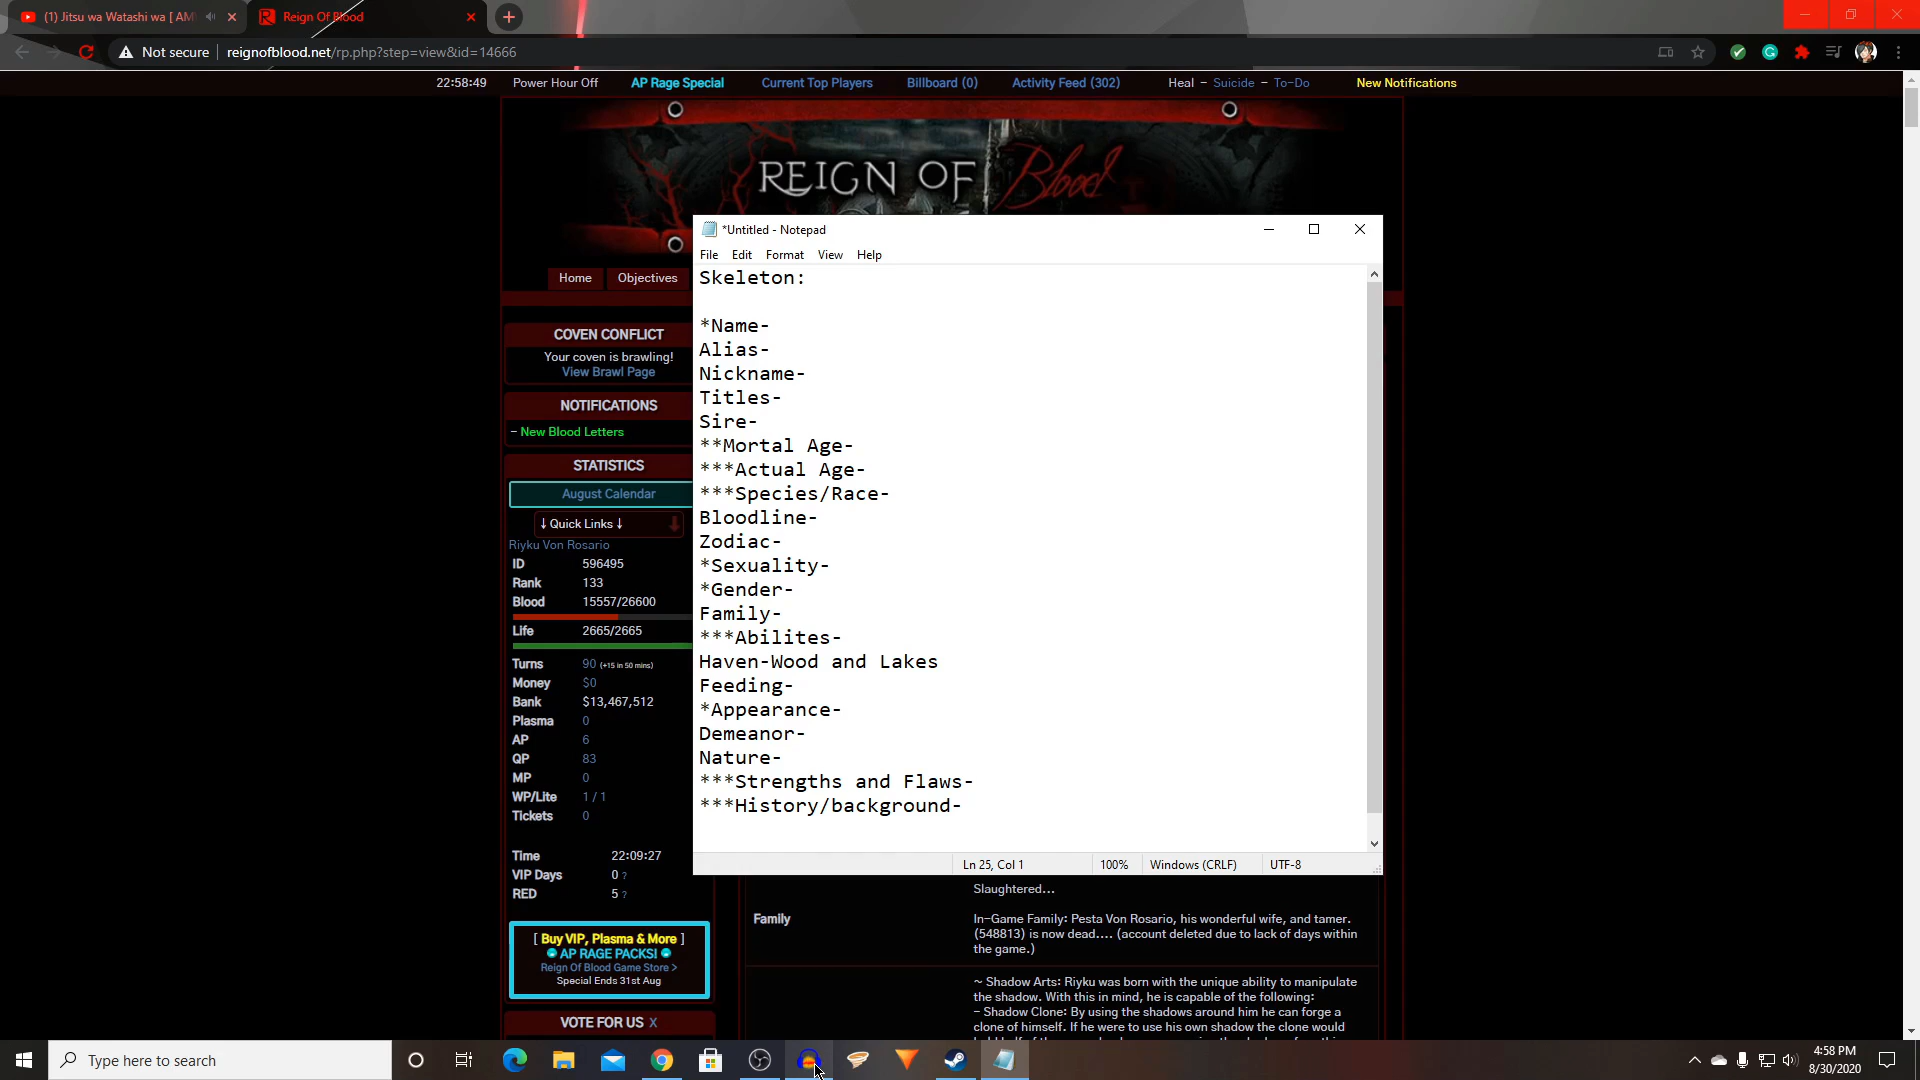 (1) Jitsu wa Watashi wa [ AM
Reign Of Blood
Not secure
reignofblood.net/rp.php?step=view&id=14666
22:58:49 Power Hour Off AP Rage Special Current Top Players Billboard (0) Activity Feed (302) Heal - Suicide - To-Do New Notifications
REIGN OF Blood
Home Objectives
COVEN CONFLICT
Your coven is brawling!
View Brawl Page
NOTIFICATIONS
- New Blood Letters
STATISTICS
August Calendar
↓ Quick Links ↓
Riyku Von Rosario
ID 596495
Rank 133
Blood 15557/26600
Life 2665/2665
Turns 90 (+15 in 50 mins)
Money $0
Bank $13,467,512
Plasma 0
AP 6
QP 83
MP 0
WP/Lite 1 / 1
Tickets 0
Time 22:09:27
VIP Days 0 ?
RED 5 ?
[ Buy VIP, Plasma & More ]
AP RAGE PACKS!
Reign Of Blood Game Store >
Special Ends 31st Aug
VOTE FOR US X
*Untitled - Notepad
File Edit Format View Help
Skeleton:
*Name-
Alias-
Nickname-
Titles-
Sire-
**Mortal Age-
***Actual Age-
***Species/Race-
Bloodline-
Zodiac-
*Sexuality-
*Gender-
Family-
***Abilites-
Haven-Wood and Lakes
Feeding-
*Appearance-
Demeanor-
Nature-
***Strengths and Flaws-
***History/background-
Ln 25, Col 1 100% Windows (CRLF) UTF-8
Slaughtered...
Family
In-Game Family: Pesta Von Rosario, his wonderful wife, and tamer.
(548813) is now dead.... (account deleted due to lack of days within
the game.)
~ Shadow Arts: Riyku was born with the unique ability to manipulate
the shadow. With this in mind, he is capable of the following:
- Shadow Clone: By using the shadows around him he can forge a
clone of himself. If he were to use his own shadow the clone would
Type here to search
4:58 PM
8/30/2020